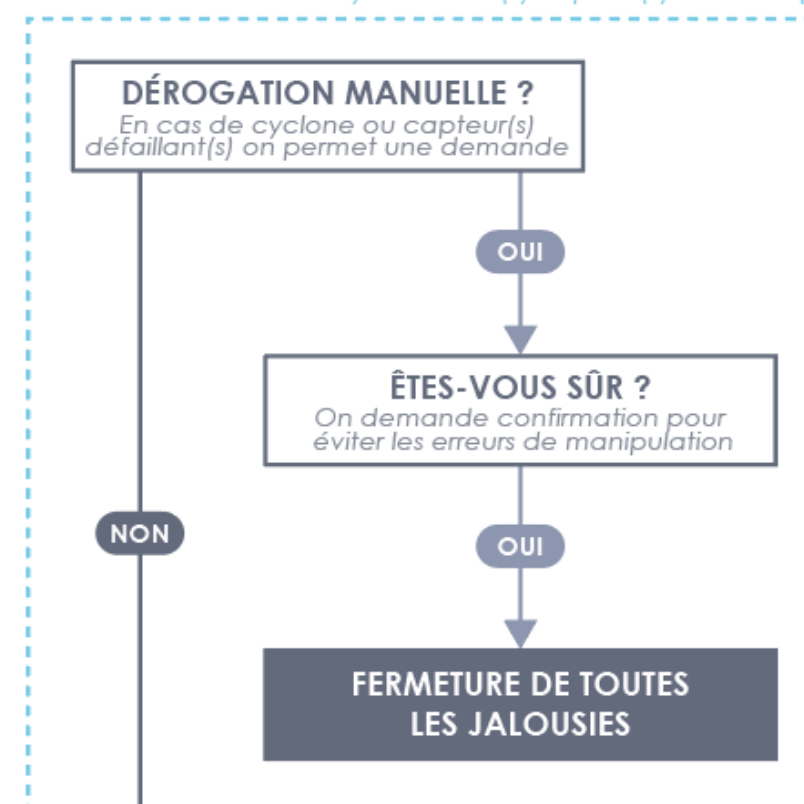 DÉROGATION MANUELLE ?
En cas de cyclone ou capteur(s)
défaillant(s) on permet une demande
OUI
ÊTES-VOUS SÛR ?
On demande confirmation pour
éviter les erreurs de manipulation
NON
OUI
FERMETURE DE TOUTES
LES JALOUSIES